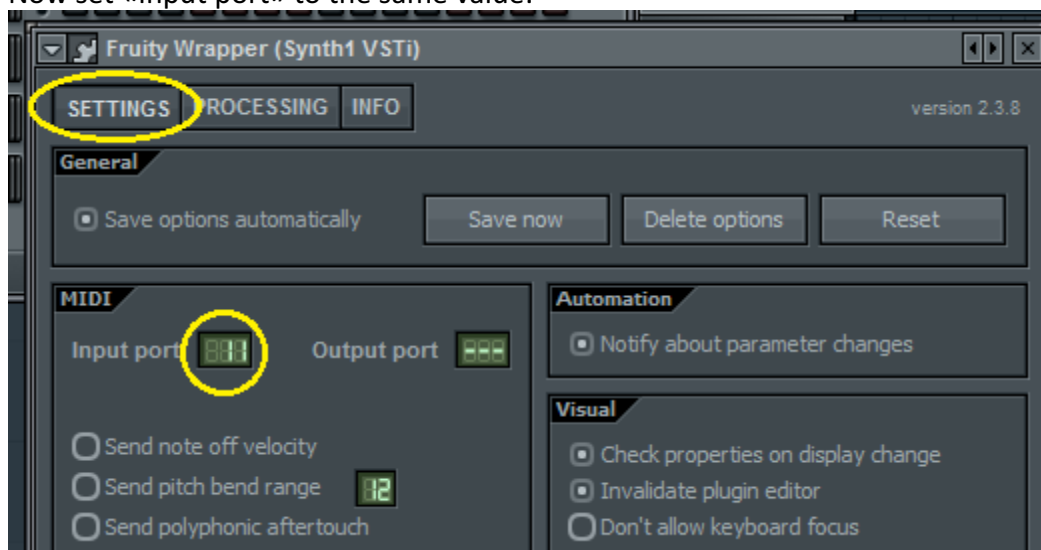 Now set «Input port» to the same value:
Fruity Wrapper (Synth1 VSTi)
SETTINGS PROCESSING INFO version 2.3.8
General
Save options automatically Save now Delete options Reset
MIDI Automation
Input port 11 Output port --- Notify about parameter changes
Visual
Send note off velocity Check properties on display change
Send pitch bend range 12 Invalidate plugin editor
Send polyphonic aftertouch Don't allow keyboard focus